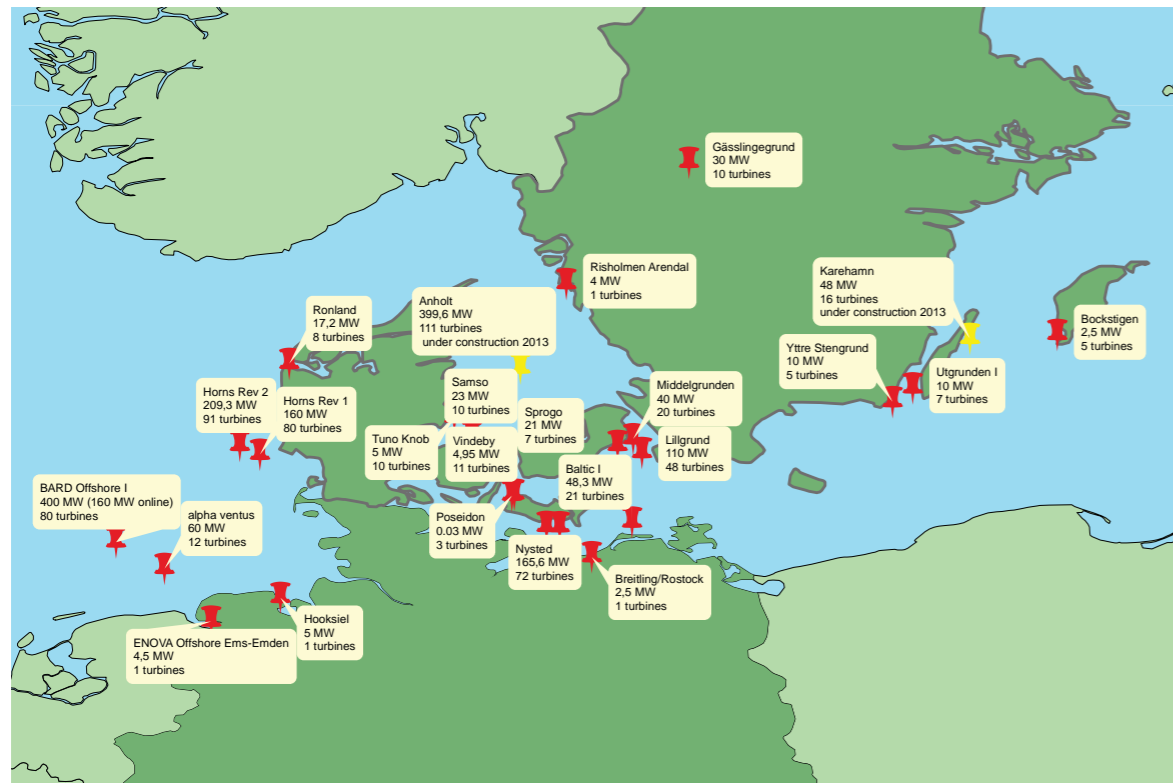 Gässlingegrund
30 MW
10 turbines
Risholmen Arendal
4 MW
1 turbines
Karehamn
48 MW
16 turbines
under construction 2013
Anholt
399,6 MW
111 turbines
under construction 2013
Ronland
17,2 MW
8 turbines
Bockstigen
2,5 MW
5 turbines
Yttre Stengrund
10 MW
5 turbines
Utgrunden I
10 MW
7 turbines
Samso
23 MW
10 turbines
Middelgrunden
40 MW
20 turbines
Horns Rev 2
209,3 MW
91 turbines
Horns Rev 1
160 MW
80 turbines
Sprogo
21 MW
7 turbines
Tuno Knob
5 MW
10 turbines
Vindeby
4,95 MW
11 turbines
Lillgrund
110 MW
48 turbines
Baltic I
48,3 MW
21 turbines
BARD Offshore I
400 MW (160 MW online)
80 turbines
alpha ventus
60 MW
12 turbines
Poseidon
0.03 MW
3 turbines
Nysted
165,6 MW
72 turbines
Breitling/Rostock
2,5 MW
1 turbines
Hooksiel
5 MW
1 turbines
ENOVA Offshore Ems-Emden
4,5 MW
1 turbines